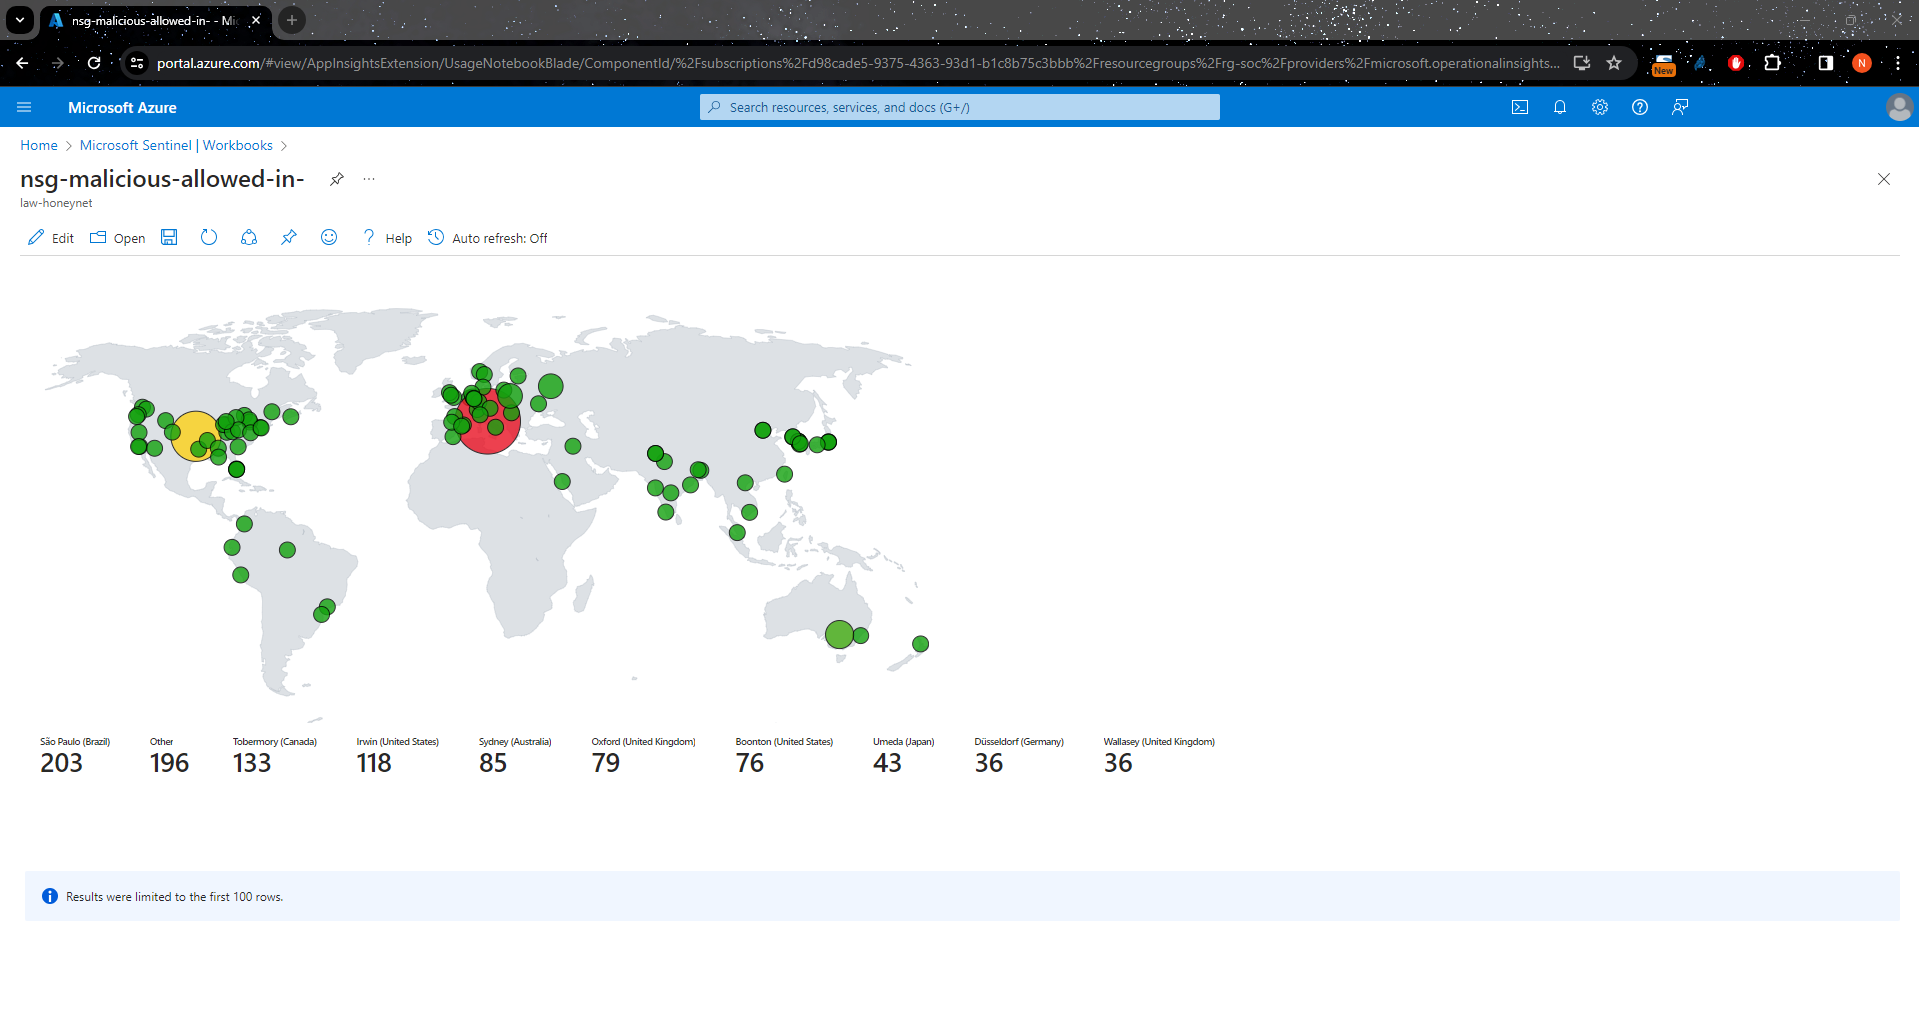 nsg-malicious-allowed-in- - Mic
portal.azure.com/#view/AppInsightsExtension/UsageNotebookBlade/ComponentId/%2Fsubscriptions%2Fd98cade5-9375-4363-93d1-b1c8b75c3bbb%2Fresourcegroups%2Frg-soc%2Fproviders%2Fmicrosoft.operationalinsights...
New
N
Microsoft Azure
Search resources, services, and docs (G+/)
Home > Microsoft Sentinel | Workbooks >
nsg-malicious-allowed-in-
law-honeynet
Edit Open Help Auto refresh: Off
São Paulo (Brazil) Other Tobermory (Canada) Irwin (United States) Sydney (Australia) Oxford (United Kingdom) Boonton (United States) Umeda (Japan) Düsseldorf (Germany) Wallasey (United Kingdom)
203 196 133 118 85 79 76 43 36 36
Results were limited to the first 100 rows.